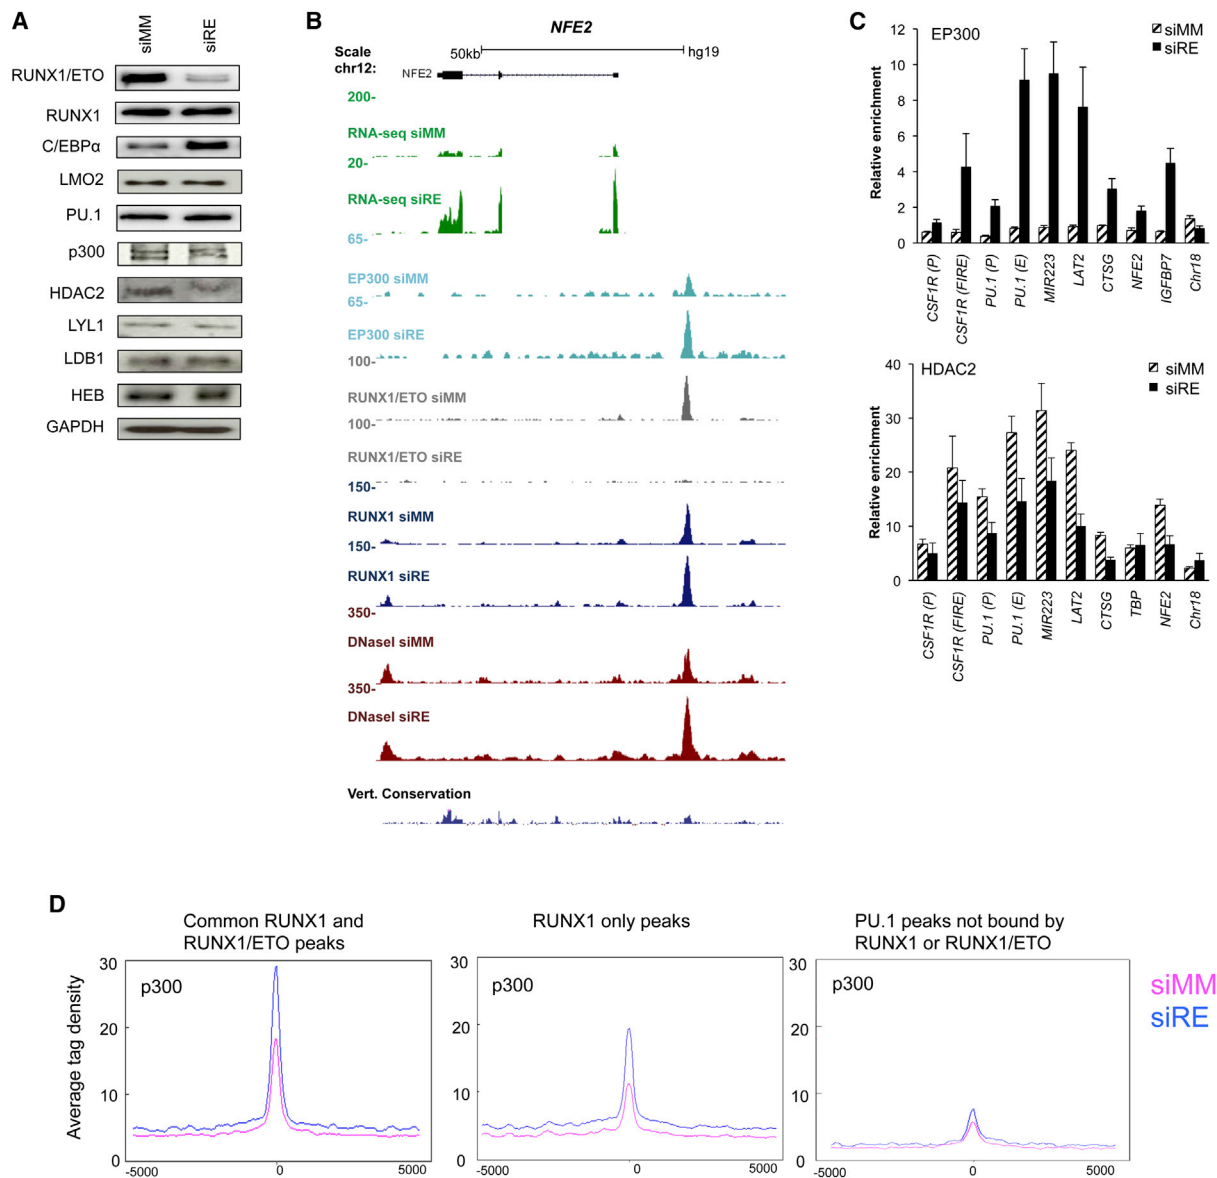 A
siMM
siRE
RUNX1/ETO
RUNX1
C/EBPα
LMO2
PU.1
p300
HDAC2
LYL1
LDB1
HEB
GAPDH
B
NFE2
Scale
50kb
hg19
chr12:
NFE2
200-
RNA-seq siMM
20-
RNA-seq siRE
65-
EP300 siMM
65-
EP300 siRE
100-
RUNX1/ETO siMM
100-
RUNX1/ETO siRE
150-
RUNX1 siMM
150-
RUNX1 siRE
350-
DNaseI siMM
350-
DNaseI siRE
Vert. Conservation
C
EP300
siMM
siRE
Relative enrichment
12
10
8
6
4
2
0
CSF1R (P)
CSF1R (FIRE)
PU.1 (P)
PU.1 (E)
MIR223
LAT2
CTSG
NFE2
IGFBP7
Chr18
HDAC2
siMM
siRE
Relative enrichment
40
30
20
10
0
CSF1R (P)
CSF1R (FIRE)
PU.1 (P)
PU.1 (E)
MIR223
LAT2
CTSG
TBP
NFE2
Chr18
D
Common RUNX1 and
RUNX1/ETO peaks
Average tag density
p300
30
20
10
0
-5000
0
5000
RUNX1 only peaks
p300
30
20
10
0
-5000
0
5000
PU.1 peaks not bound by
RUNX1 or RUNX1/ETO
p300
30
20
10
0
-5000
0
5000
siMM
siRE